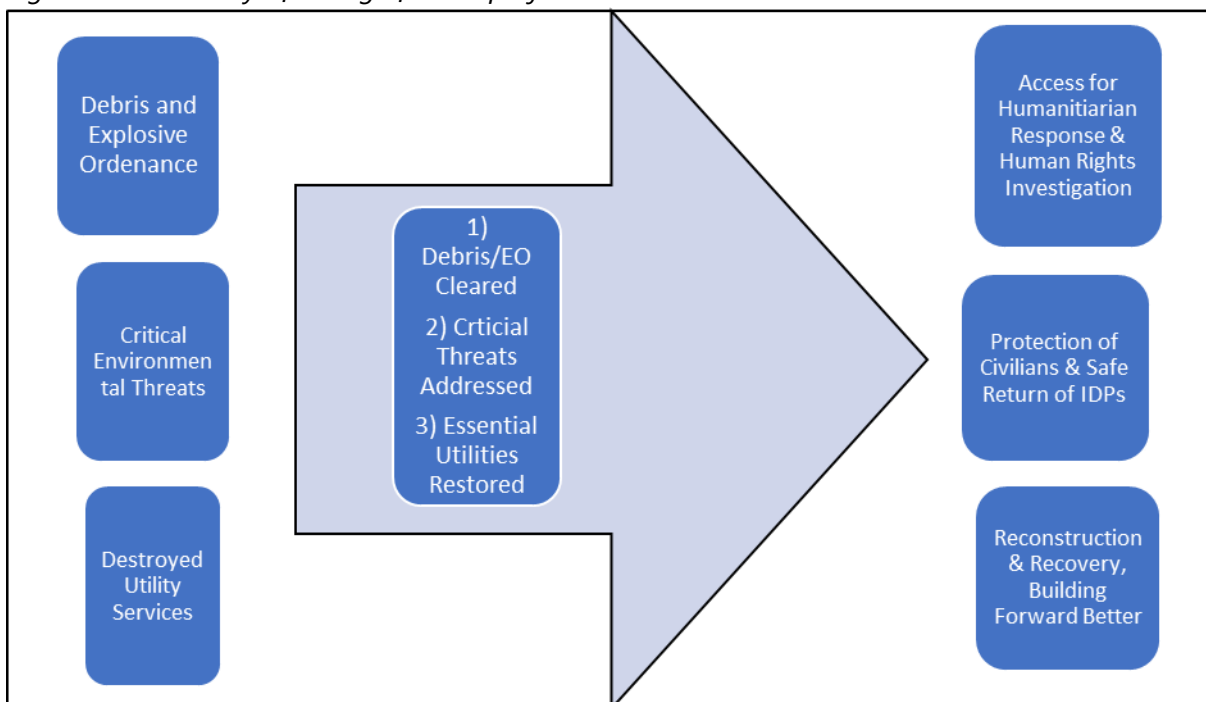 Debris and
Explosive
Ordenance
Critical
Environmen
tal Threats
Destroyed
Utility
Services
1)
Debris/EO
Cleared
2) Crticial
Threats
Addressed
3) Essential
Utilities
Restored
Access for
Humanitiarian
Response &
Human Rights
Investigation
Protection of
Civilians & Safe
Return of IDPs
Reconstruction
& Recovery,
Building
Forward Better